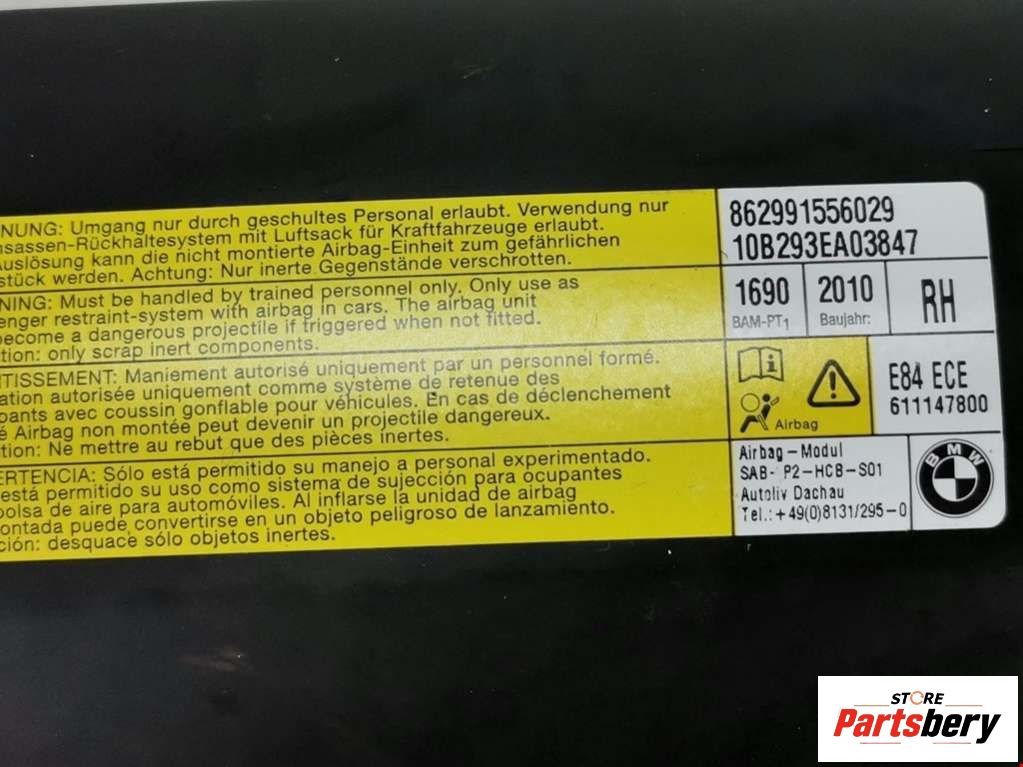 NUNG: Umgang nur durch geschultes Personal erlaubt. Verwendung nur
nsassen-Rückhaltesystem mit Luftsack für Kraftfahrzeuge erlaubt.
Auslösung kann die nicht montierte Airbag-Einheit zum gefährlichen
stück werden. Achtung: Nur inerte Gegenstände verschrotten.
NING: Must be handled by trained personnel only. Only use as
enger restraint-system with airbag in cars. The airbag unit
become a dangerous projectile if triggered when not fitted.
tion: only scrap inert components.
TISSEMENT: Maniement autorisé uniquement par un personnel formé.
ation autorisée uniquement comme système de retenue des
pants avec coussin gonflable pour véhicules. En cas de déclenchement
é Airbag non montée peut devenir un projectile dangereux.
tion: Ne mettre au rebut que des pièces inertes.
ERTENCIA: Sólo está permitido su manejo a personal experimentado.
está permitido su uso como sistema de sujección para ocupantes
bolsa de aire para automóviles. Al inflarse la unidad de airbag
ontada puede convertirse en un objeto peligroso de lanzamiento.
ción: desquace sólo objetos inertes.
862991556029
10B293EA03847
1690
BAM-PT1
2010
Baujahr:
RH
Airbag
E84 ECE
611147800
Airbag-Modul
SAB- P2-HCB-S01
Autoliv Dachau
Tel.: +49(0)8131/295-0
BMW
STORE
Partsbery